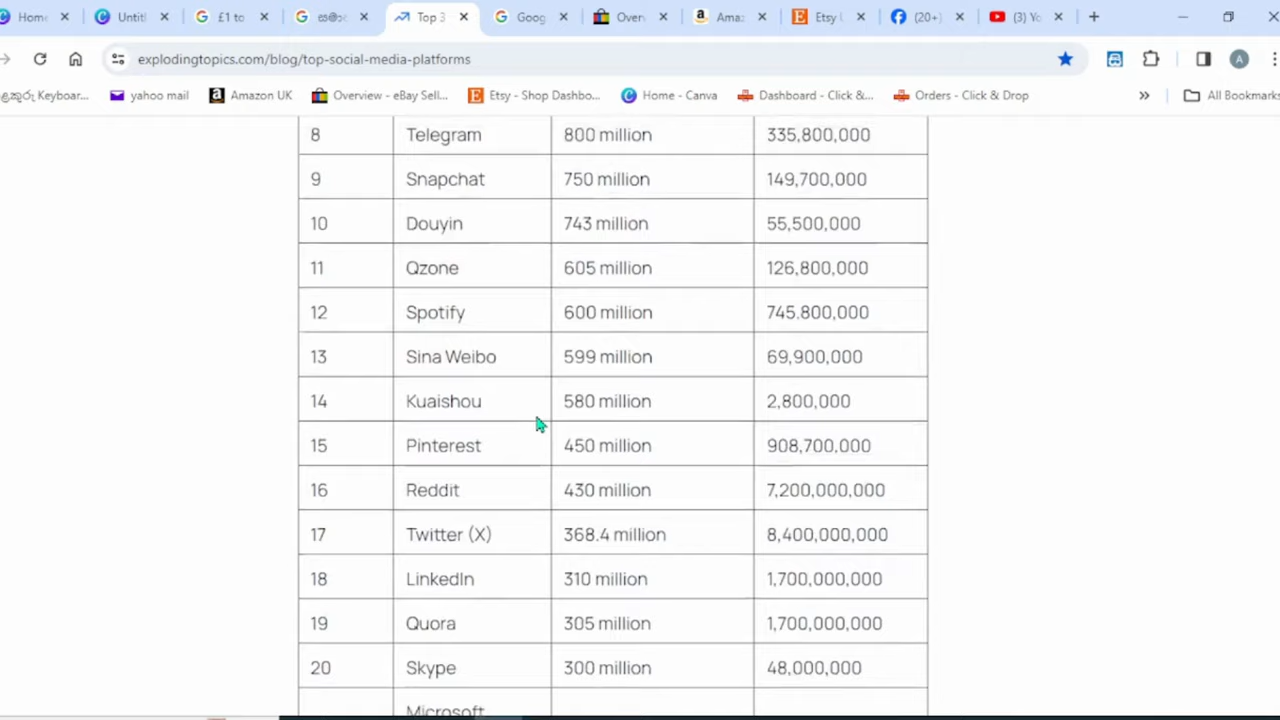 Home
Untitl
£1 to
සමාජ
Top 3
Goog
Over
Amaz
Etsy
(20+)
(3) Yo
explodingtopics.com/blog/top-social-media-platforms
A
Keyboar...
yahoo mail
Amazon UK
Overview - eBay Sell...
Etsy - Shop Dashbo...
Home - Canva
Dashboard - Click &...
Orders - Click & Drop
»
All Bookmarks
8 Telegram 800 million 335,800,000
9 Snapchat 750 million 149,700,000
10 Douyin 743 million 55,500,000
11 Qzone 605 million 126,800,000
12 Spotify 600 million 745.800,000
13 Sina Weibo 599 million 69,900,000
14 Kuaishou 580 million 2,800,000
15 Pinterest 450 million 908,700,000
16 Reddit 430 million 7,200,000,000
17 Twitter (X) 368.4 million 8,400,000,000
18 LinkedIn 310 million 1,700,000,000
19 Quora 305 million 1,700,000,000
20 Skype 300 million 48,000,000
Microsoft